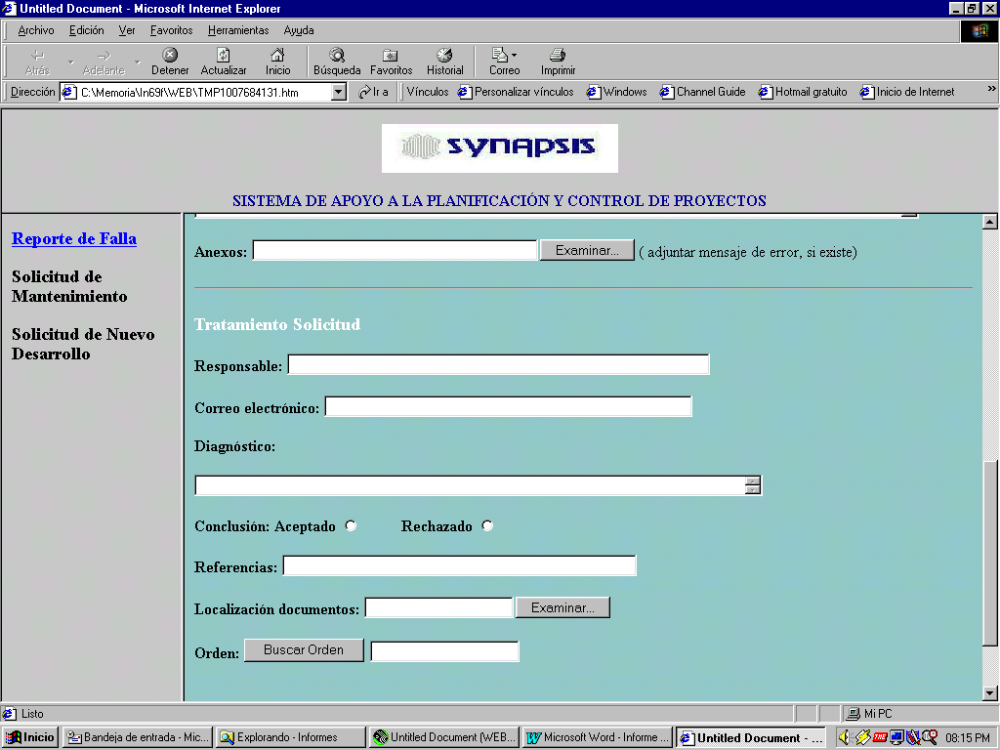 Untitled Document - Microsoft Internet Explorer
Archivo Edición Ver Favoritos Herramientas Ayuda
Atrás Adelante Detener Actualizar Inicio Búsqueda Favoritos Historial Correo Imprimir
Dirección C:\Memoria\In69f\WEB\TMP1007684131.htm Ir a Vínculos Personalizar vínculos Windows Channel Guide Hotmail gratuito Inicio de Internet »
SYNAPSIS
SISTEMA DE APOYO A LA PLANIFICACIÓN Y CONTROL DE PROYECTOS
Reporte de Falla
Solicitud de
Mantenimiento
Solicitud de Nuevo
Desarrollo
Anexos: Examinar... ( adjuntar mensaje de error, si existe)
Tratamiento Solicitud
Responsable:
Correo electrónico:
Diagnóstico:
Conclusión: Aceptado Rechazado
Referencias:
Localización documentos: Examinar...
Orden: Buscar Orden
Listo Mi PC
Inicio Bandeja de entrada - Mic... Explorando - Informes Untitled Document (WEB... Microsoft Word - Informe ... Untitled Document - ... 08:15 PM